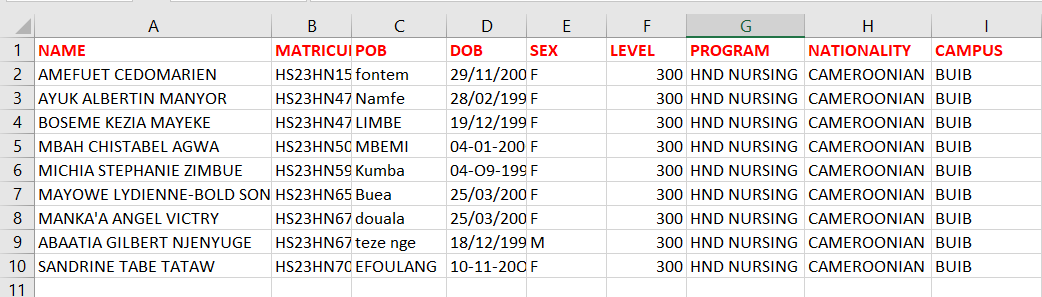 A B C D E F G H I
1 NAME MATRICUI POB DOB SEX LEVEL PROGRAM NATIONALITY CAMPUS
2 AMEFUET CEDOMARIEN HS23HN15 fontem 29/11/200 F 300 HND NURSING CAMEROONIAN BUIB
3 AYUK ALBERTIN MANYOR HS23HN47 Namfe 28/02/199 F 300 HND NURSING CAMEROONIAN BUIB
4 BOSEME KEZIA MAYEKE HS23HN47 LIMBE 19/12/199 F 300 HND NURSING CAMEROONIAN BUIB
5 MBAH CHISTABEL AGWA HS23HN50 MBEMI 04-01-200 F 300 HND NURSING CAMEROONIAN BUIB
6 MICHIA STEPHANIE ZIMBUE HS23HN59 Kumba 04-O9-199 F 300 HND NURSING CAMEROONIAN BUIB
7 MAYOWE LYDIENNE-BOLD SON HS23HN65 Buea 25/03/200 F 300 HND NURSING CAMEROONIAN BUIB
8 MANKA'A ANGEL VICTRY HS23HN67 douala 25/03/200 F 300 HND NURSING CAMEROONIAN BUIB
9 ABAATIA GILBERT NJENYUGE HS23HN67 teze nge 18/12/199 M 300 HND NURSING CAMEROONIAN BUIB
10 SANDRINE TABE TATAW HS23HN70 EFOULANG 10-11-20O F 300 HND NURSING CAMEROONIAN BUIB
11